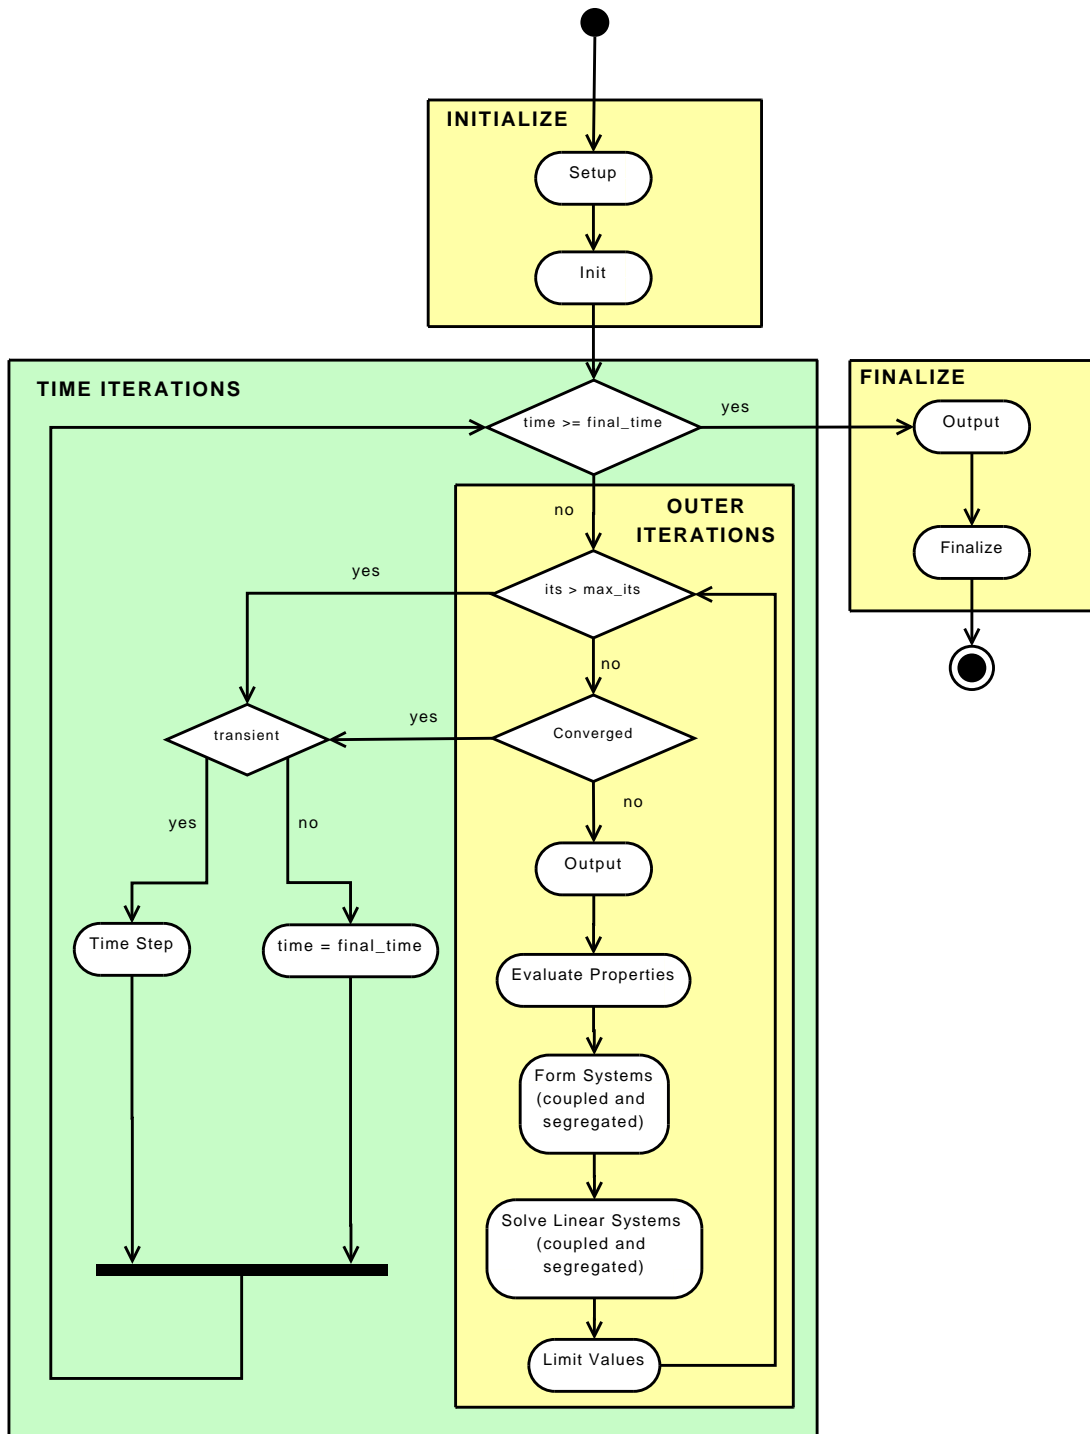 INITIALIZE
Setup
Init
TIME ITERATIONS
time >= final_time
yes
FINALIZE
Output
Finalize
no
OUTER
ITERATIONS
its > max_its
yes
no
Converged
yes
transient
no
yes
no
Output
Time Step
time = final_time
Evaluate Properties
Form Systems
(coupled and
segregated)
Solve Linear Systems
(coupled and
segregated)
Limit Values